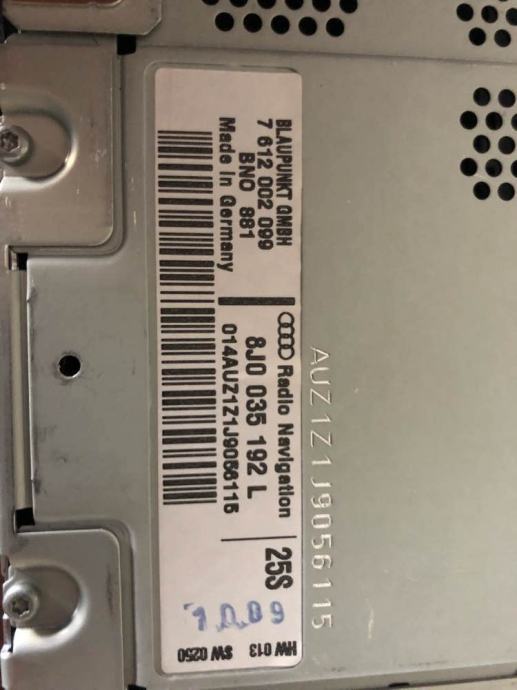 BLAUPUNKT GMBH
7 612 002 099
BNO 881
Made in Germany
Radio Navigation
8J0 035 192 L
014AUZ1Z1J9056115
25S
HW 013
SW 0250
AUZ1Z1J9056115